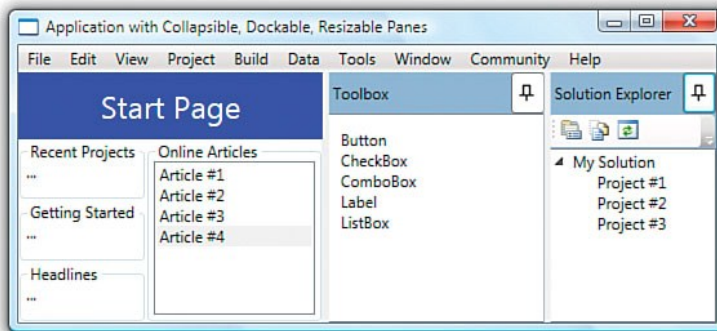 Application with Collapsible, Dockable, Resizable Panes
File Edit View Project Build Data Tools Window Community Help
Start Page
Recent Projects
...
Getting Started
...
Headlines
...
Online Articles
Article #1
Article #2
Article #3
Article #4
Toolbox
Button
CheckBox
ComboBox
Label
ListBox
Solution Explorer
My Solution
Project #1
Project #2
Project #3